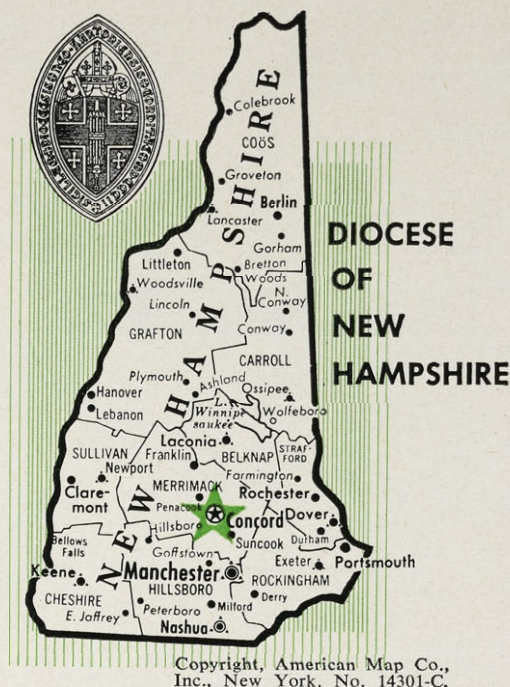 Colebrook
COÖS
Groveton
Lancaster
Berlin
Gorham
DIOCESE
OF
NEW
HAMPSHIRE
Littleton
Bretton
Woods
Woodsville
Lincoln
N.
Conway
Conway
GRAFTON
CARROLL
Plymouth
Ashland
Ossipee
Hanover
Lebanon
L.
Winnipe
saukee
Wolfeboro
Laconia
SULLIVAN
Franklin
BELKNAP
STRAF-
FORD
Newport
Farmington
Clare-
mont
MERRIMACK
Rochester
Penacook
Concord
Dover
Hillsboro
Suncook
Durham
Bellows
Falls
Goffstown
Exeter
Portsmouth
Keene
Manchester
HILLSBORO
ROCKINGHAM
CHESHIRE
Peterboro
Milford
Derry
E. Jaffrey
Nashua
NEW HAMPSHIRE
Copyright, American Map Co.,
Inc., New York, No. 14301-C.